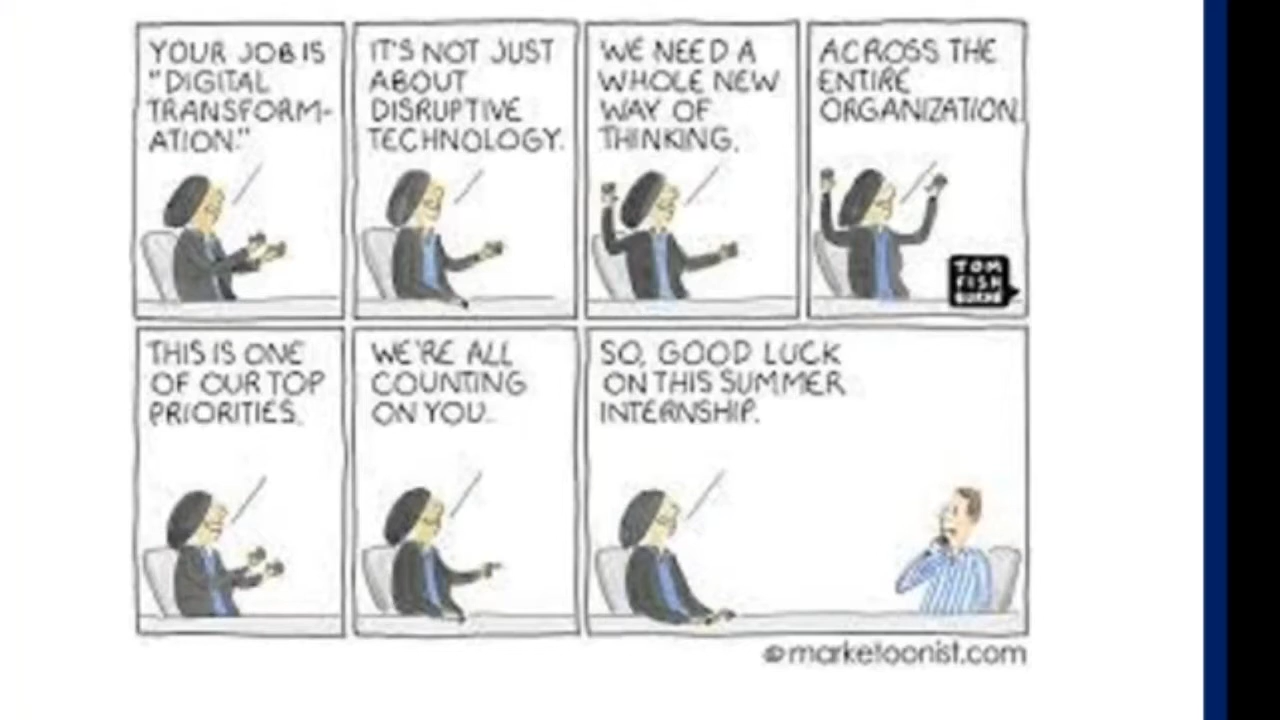 YOUR JOB IS
"DIGITAL
TRANSFORM-
ATION."
IT'S NOT JUST
ABOUT
DISRUPTIVE
TECHNOLOGY.
WE NEED A
WHOLE NEW
WAY OF
THINKING.
ACROSS THE
ENTIRE
ORGANIZATION.
TOM
FISH
BURNE
THIS IS ONE
OF OUR TOP
PRIORITIES.
WE'RE ALL
COUNTING
ON YOU.
SO, GOOD LUCK
ON THIS SUMMER
INTERNSHIP.
© marketoonist.com